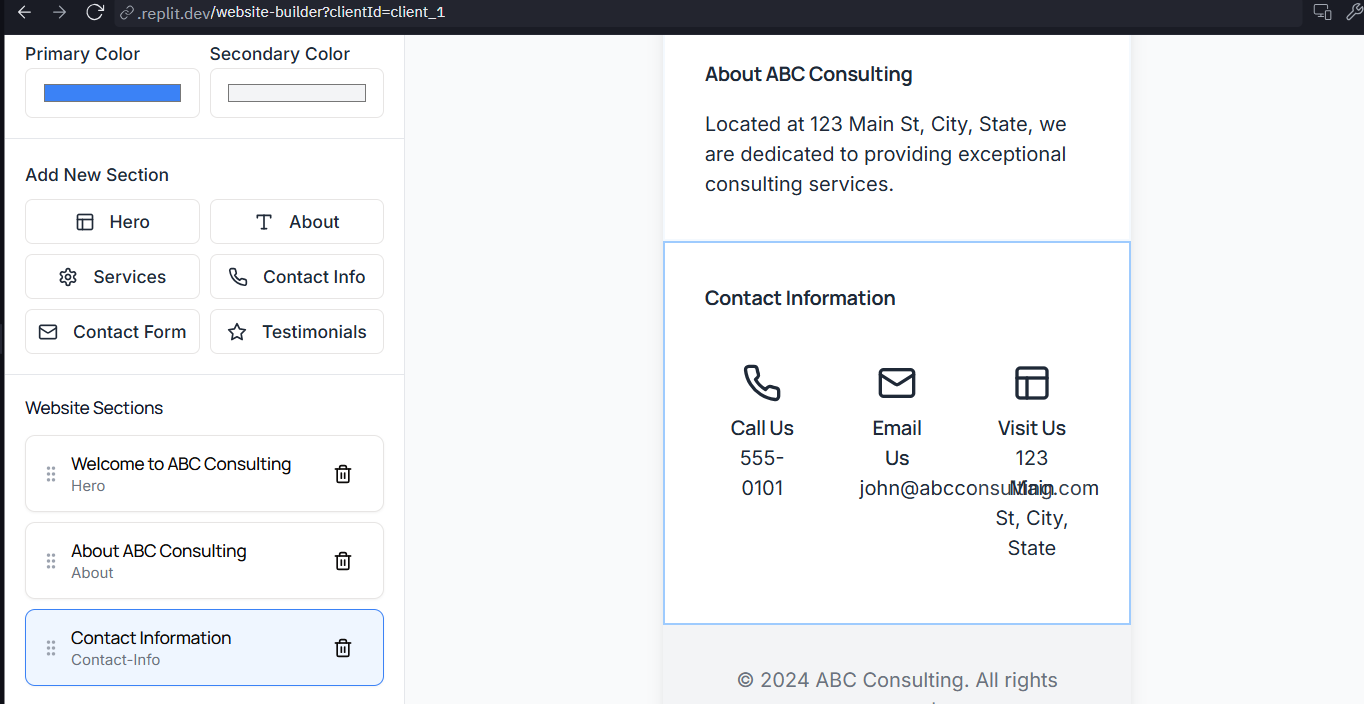 .replit.dev/website-builder?clientId=client_1
Primary Color
Secondary Color
Add New Section
Hero
About
Services
Contact Info
Contact Form
Testimonials
Website Sections
Welcome to ABC Consulting
Hero
About ABC Consulting
About
Contact Information
Contact-Info
About ABC Consulting
Located at 123 Main St, City, State, we
are dedicated to providing exceptional
consulting services.
Contact Information
Call Us
555-
0101
Email
Us
john@abcconsulting.com
Visit Us
123
Main
St, City,
State
© 2024 ABC Consulting. All rights